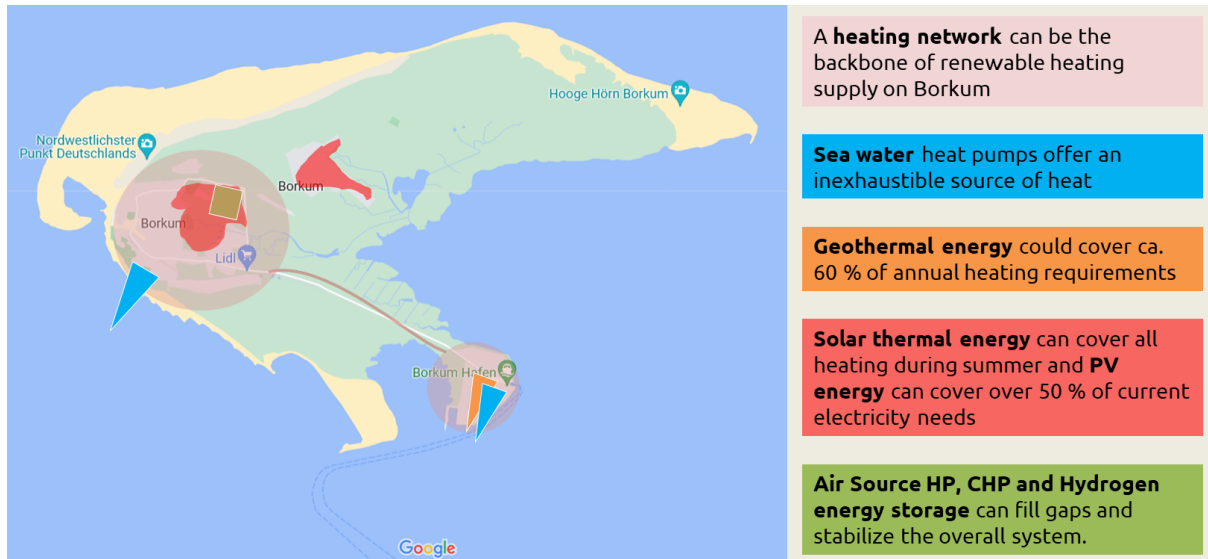 Hooge Hörn Borkum
Nordwestlichster
Punkt Deutschlands
Borkum
Borkum
Lidl
Borkum Hafen
Google
A heating network can be the
backbone of renewable heating
supply on Borkum
Sea water heat pumps offer an
inexhaustible source of heat
Geothermal energy could cover ca.
60 % of annual heating requirements
Solar thermal energy can cover all
heating during summer and PV
energy can cover over 50 % of current
electricity needs
Air Source HP, CHP and Hydrogen
energy storage can fill gaps and
stabilize the overall system.